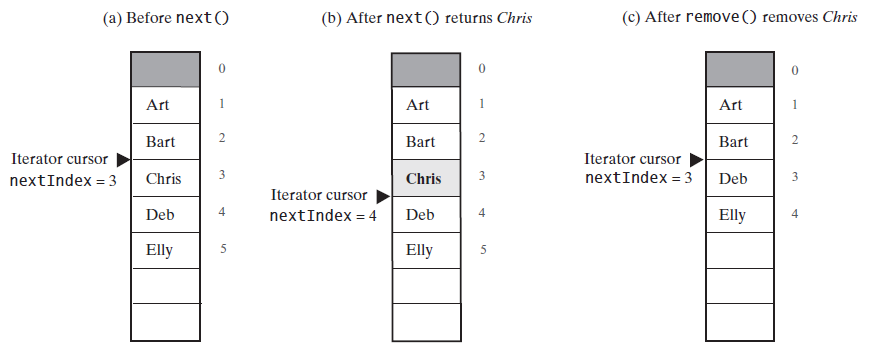 (a) Before next()
0
Art 1
Bart 2
Iterator cursor
nextIndex = 3
Chris 3
Deb 4
Elly 5
(b) After next() returns Chris
0
Art 1
Bart 2
Chris 3
Iterator cursor
nextIndex = 4
Deb 4
Elly 5
(c) After remove() removes Chris
0
Art 1
Bart 2
Iterator cursor
nextIndex = 3
Deb 3
Elly 4